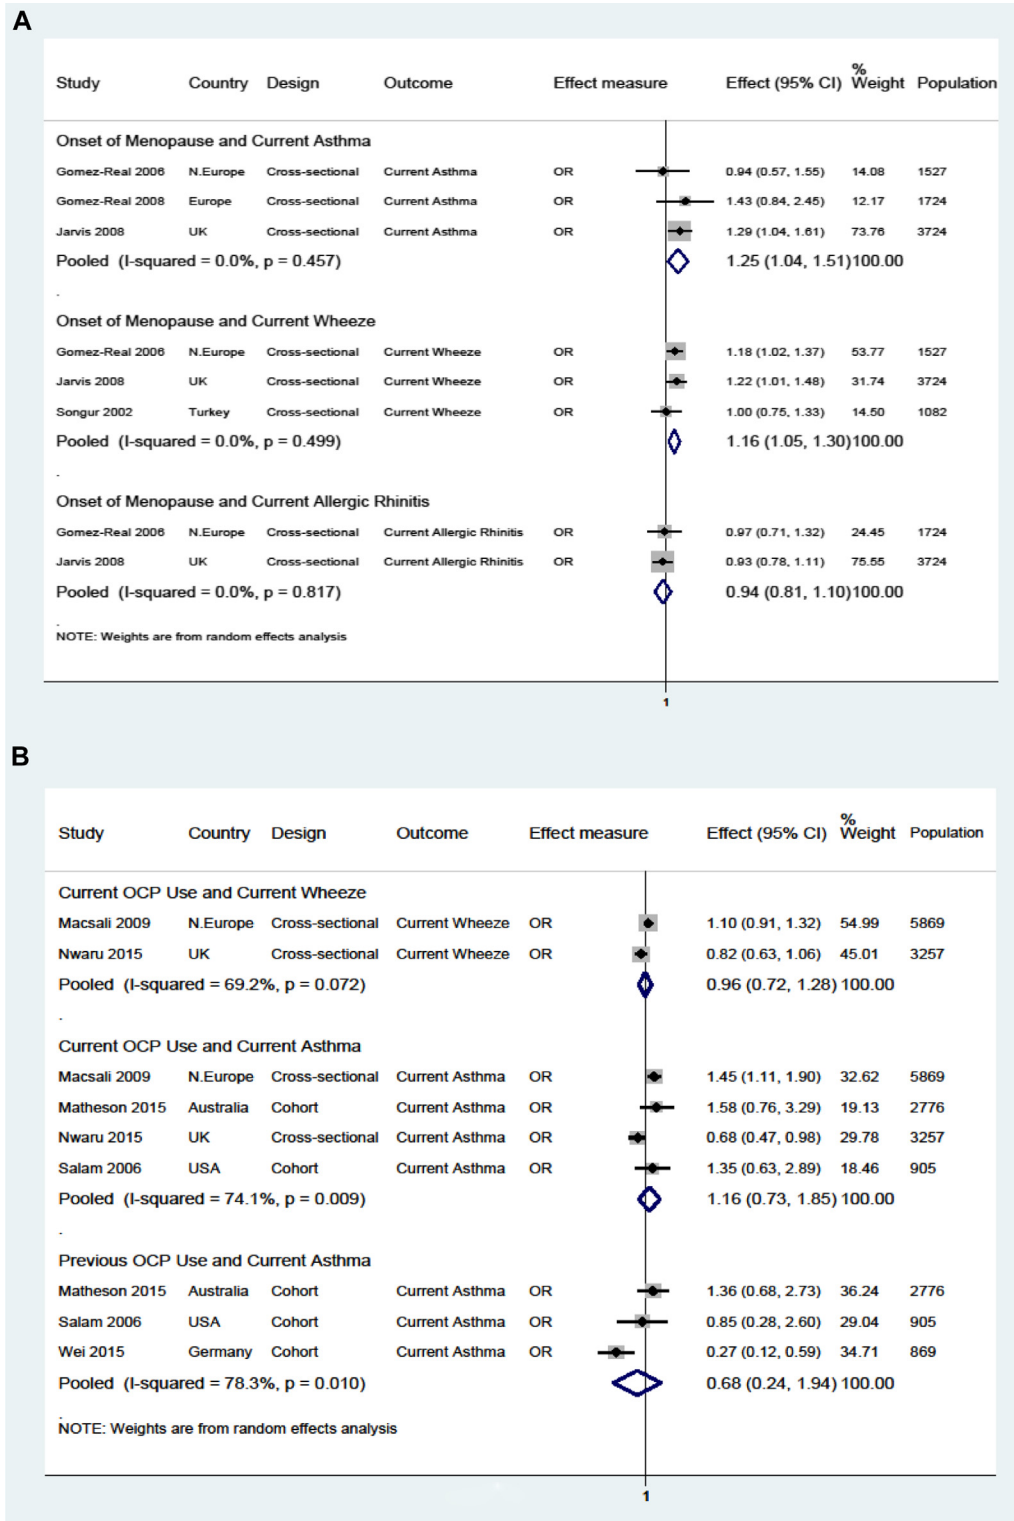 A
Study Country Design Outcome Effect measure Effect (95% CI) % Weight Population
Onset of Menopause and Current Asthma
Gomez-Real 2006 N.Europe Cross-sectional Current Asthma OR 0.94 (0.57, 1.55) 14.08 1527
Gomez-Real 2008 Europe Cross-sectional Current Asthma OR 1.43 (0.84, 2.45) 12.17 1724
Jarvis 2008 UK Cross-sectional Current Asthma OR 1.29 (1.04, 1.61) 73.76 3724
Pooled (I-squared = 0.0%, p = 0.457) 1.25 (1.04, 1.51) 100.00
.
Onset of Menopause and Current Wheeze
Gomez-Real 2006 N.Europe Cross-sectional Current Wheeze OR 1.18 (1.02, 1.37) 53.77 1527
Jarvis 2008 UK Cross-sectional Current Wheeze OR 1.22 (1.01, 1.48) 31.74 3724
Songur 2002 Turkey Cross-sectional Current Wheeze OR 1.00 (0.75, 1.33) 14.50 1082
Pooled (I-squared = 0.0%, p = 0.499) 1.16 (1.05, 1.30) 100.00
.
Onset of Menopause and Current Allergic Rhinitis
Gomez-Real 2006 N.Europe Cross-sectional Current Allergic Rhinitis OR 0.97 (0.71, 1.32) 24.45 1724
Jarvis 2008 UK Cross-sectional Current Allergic Rhinitis OR 0.93 (0.78, 1.11) 75.55 3724
Pooled (I-squared = 0.0%, p = 0.817) 0.94 (0.81, 1.10) 100.00
.
NOTE: Weights are from random effects analysis
1
B
Study Country Design Outcome Effect measure Effect (95% CI) % Weight Population
Current OCP Use and Current Wheeze
Macsali 2009 N.Europe Cross-sectional Current Wheeze OR 1.10 (0.91, 1.32) 54.99 5869
Nwaru 2015 UK Cross-sectional Current Wheeze OR 0.82 (0.63, 1.06) 45.01 3257
Pooled (I-squared = 69.2%, p = 0.072) 0.96 (0.72, 1.28) 100.00
.
Current OCP Use and Current Asthma
Macsali 2009 N.Europe Cross-sectional Current Asthma OR 1.45 (1.11, 1.90) 32.62 5869
Matheson 2015 Australia Cohort Current Asthma OR 1.58 (0.76, 3.29) 19.13 2776
Nwaru 2015 UK Cross-sectional Current Asthma OR 0.68 (0.47, 0.98) 29.78 3257
Salam 2006 USA Cohort Current Asthma OR 1.35 (0.63, 2.89) 18.46 905
Pooled (I-squared = 74.1%, p = 0.009) 1.16 (0.73, 1.85) 100.00
.
Previous OCP Use and Current Asthma
Matheson 2015 Australia Cohort Current Asthma OR 1.36 (0.68, 2.73) 36.24 2776
Salam 2006 USA Cohort Current Asthma OR 0.85 (0.28, 2.60) 29.04 905
Wei 2015 Germany Cohort Current Asthma OR 0.27 (0.12, 0.59) 34.71 869
Pooled (I-squared = 78.3%, p = 0.010) 0.68 (0.24, 1.94) 100.00
.
NOTE: Weights are from random effects analysis
1